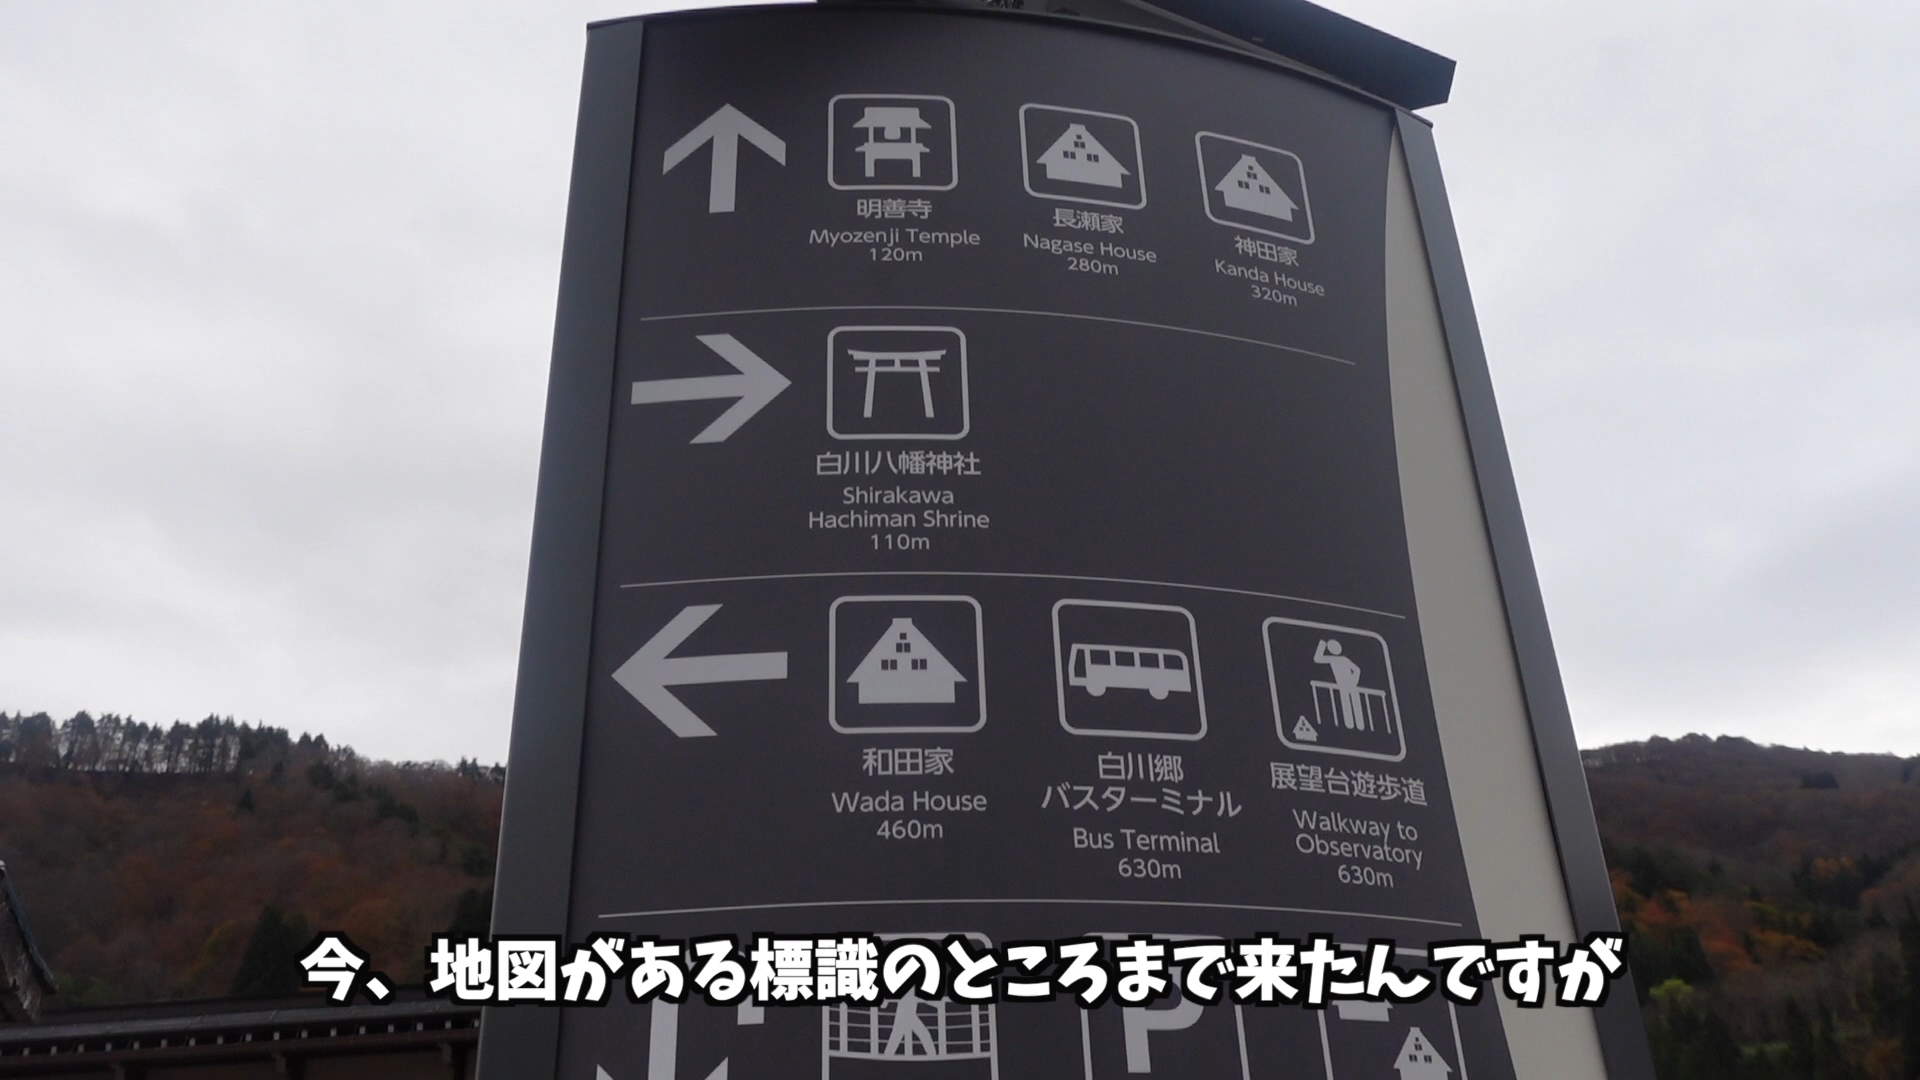 明善寺
Myozenji Temple
120m
長瀬家
Nagase House
280m
神田家
Kanda House
320m
白川八幡神社
Shirakawa
Hachiman Shrine
110m
和田家
Wada House
460m
白川郷
バスターミナル
Bus Terminal
630m
展望台遊歩道
Walkway to
Observatory
630m
今、地図がある標識のところまで来たんですが
P